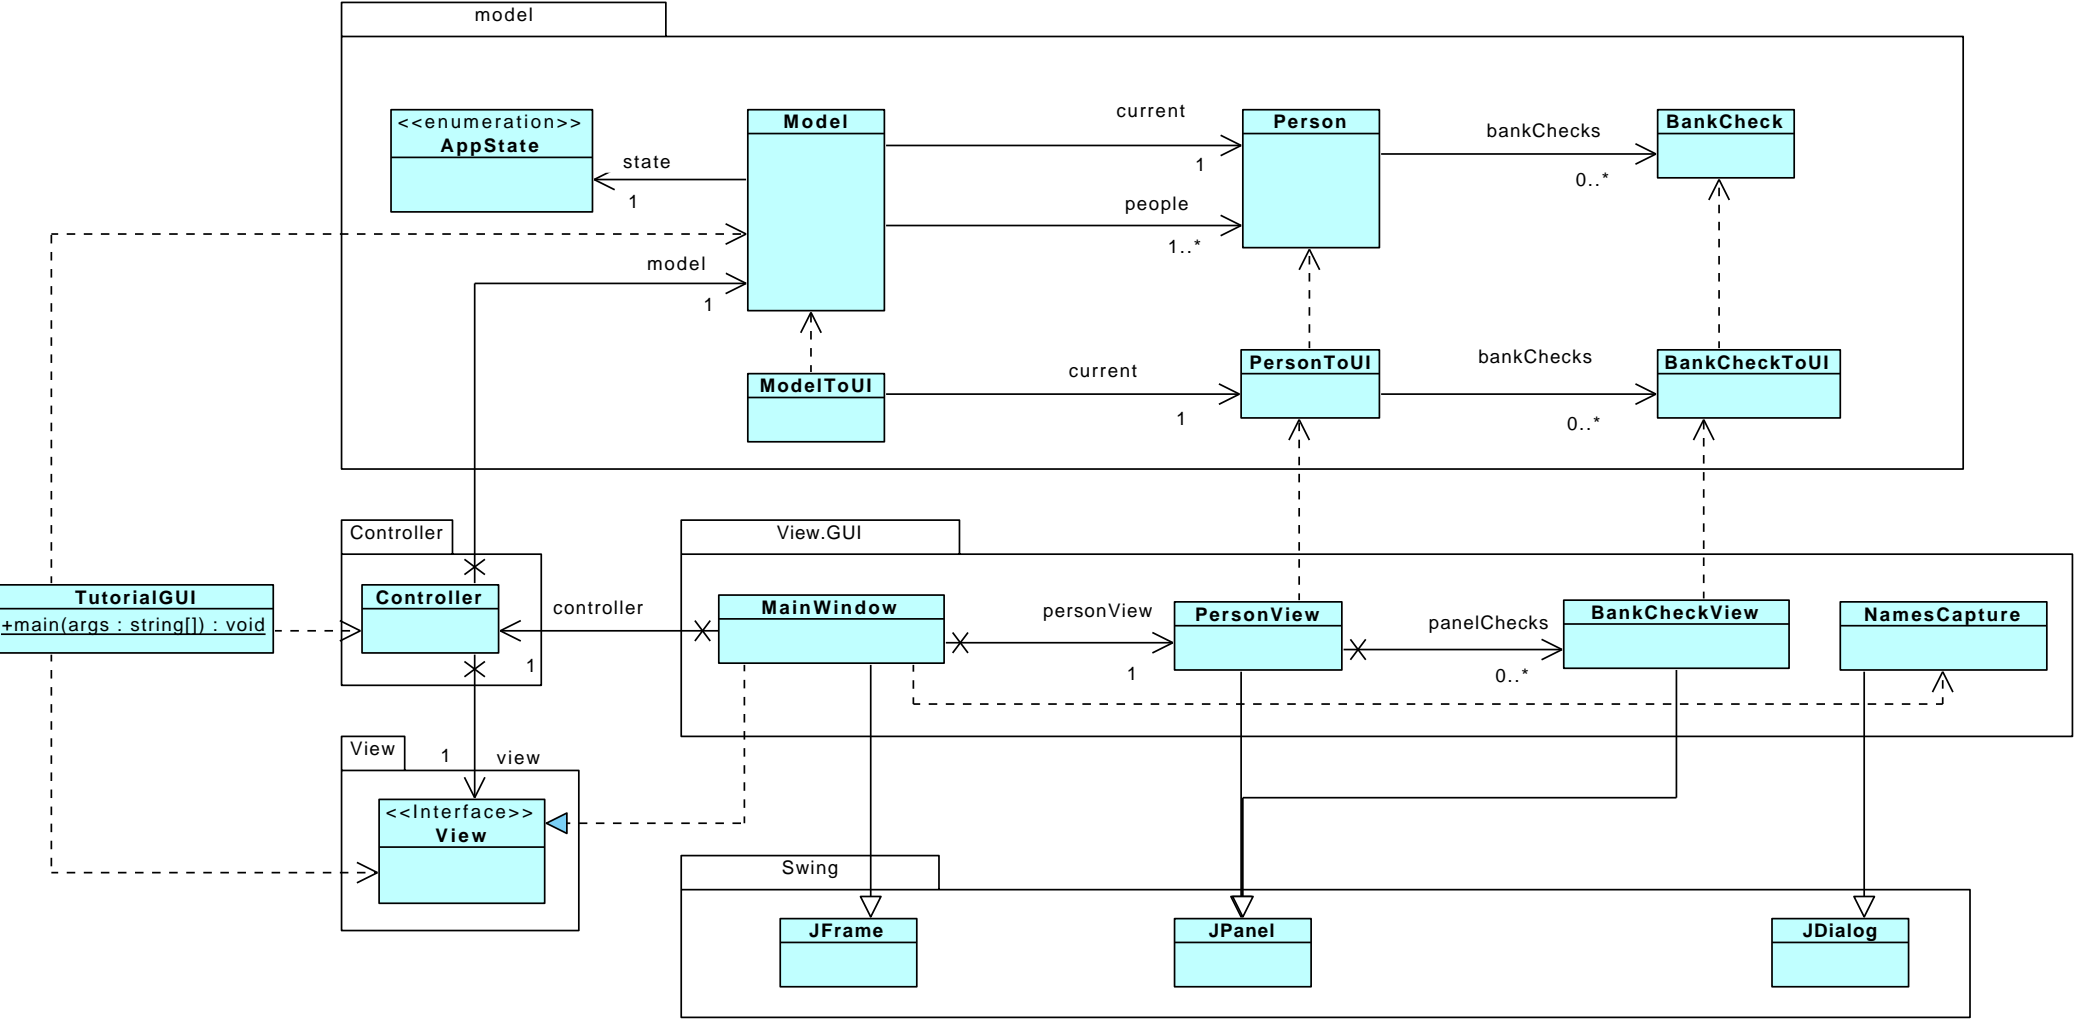 model
<<enumeration>>
AppState
state
1
Model
current
1
people
1..*
Person
bankChecks
0..*
BankCheck
model
1
ModelToUI
current
1
PersonToUI
bankChecks
0..*
BankCheckToUI
Controller
View.GUI
TutorialGUI
+main(args : string[]) : void
Controller
controller
1
MainWindow
personView
1
PersonView
panelChecks
0..*
BankCheckView
NamesCapture
View
1
view
<<Interface>>
View
Swing
JFrame
JPanel
JDialog